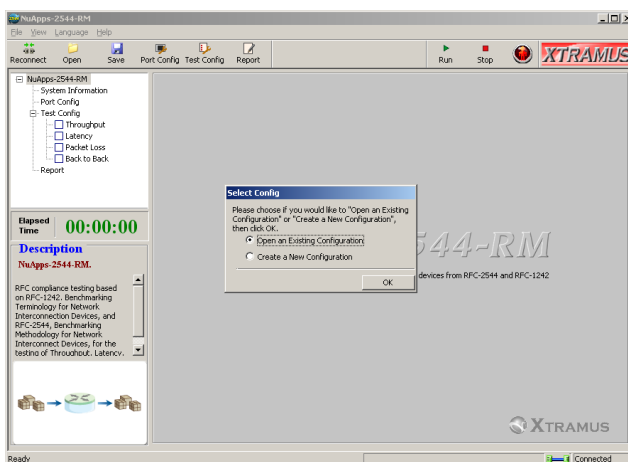 NuApps-2544-RM
File View Language Help
Reconnect Open Save Port Config Test Config Report Run Stop XTRAMUS
NuApps-2544-RM
System Information
Port Config
Test Config
Throughput
Latency
Packet Loss
Back to Back
Report
Elapsed Time 00:00:00
Description
NuApps-2544-RM.
RFC compliance testing based
on RFC-1242. Benchmarking
Terminology for Network
Interconnection Devices, and
RFC-2544, Benchmarking
Methodology for Network
Interconnect Devices, for the
testing of Throughput, Latency,
Select Config
Please choose if you would like to "Open an Existing
Configuration" or "Create a New Configuration",
then click OK.
Open an Existing Configuration
Create a New Configuration
OK
544-RM
devices from RFC-2544 and RFC-1242
XTRAMUS
Ready
Connected